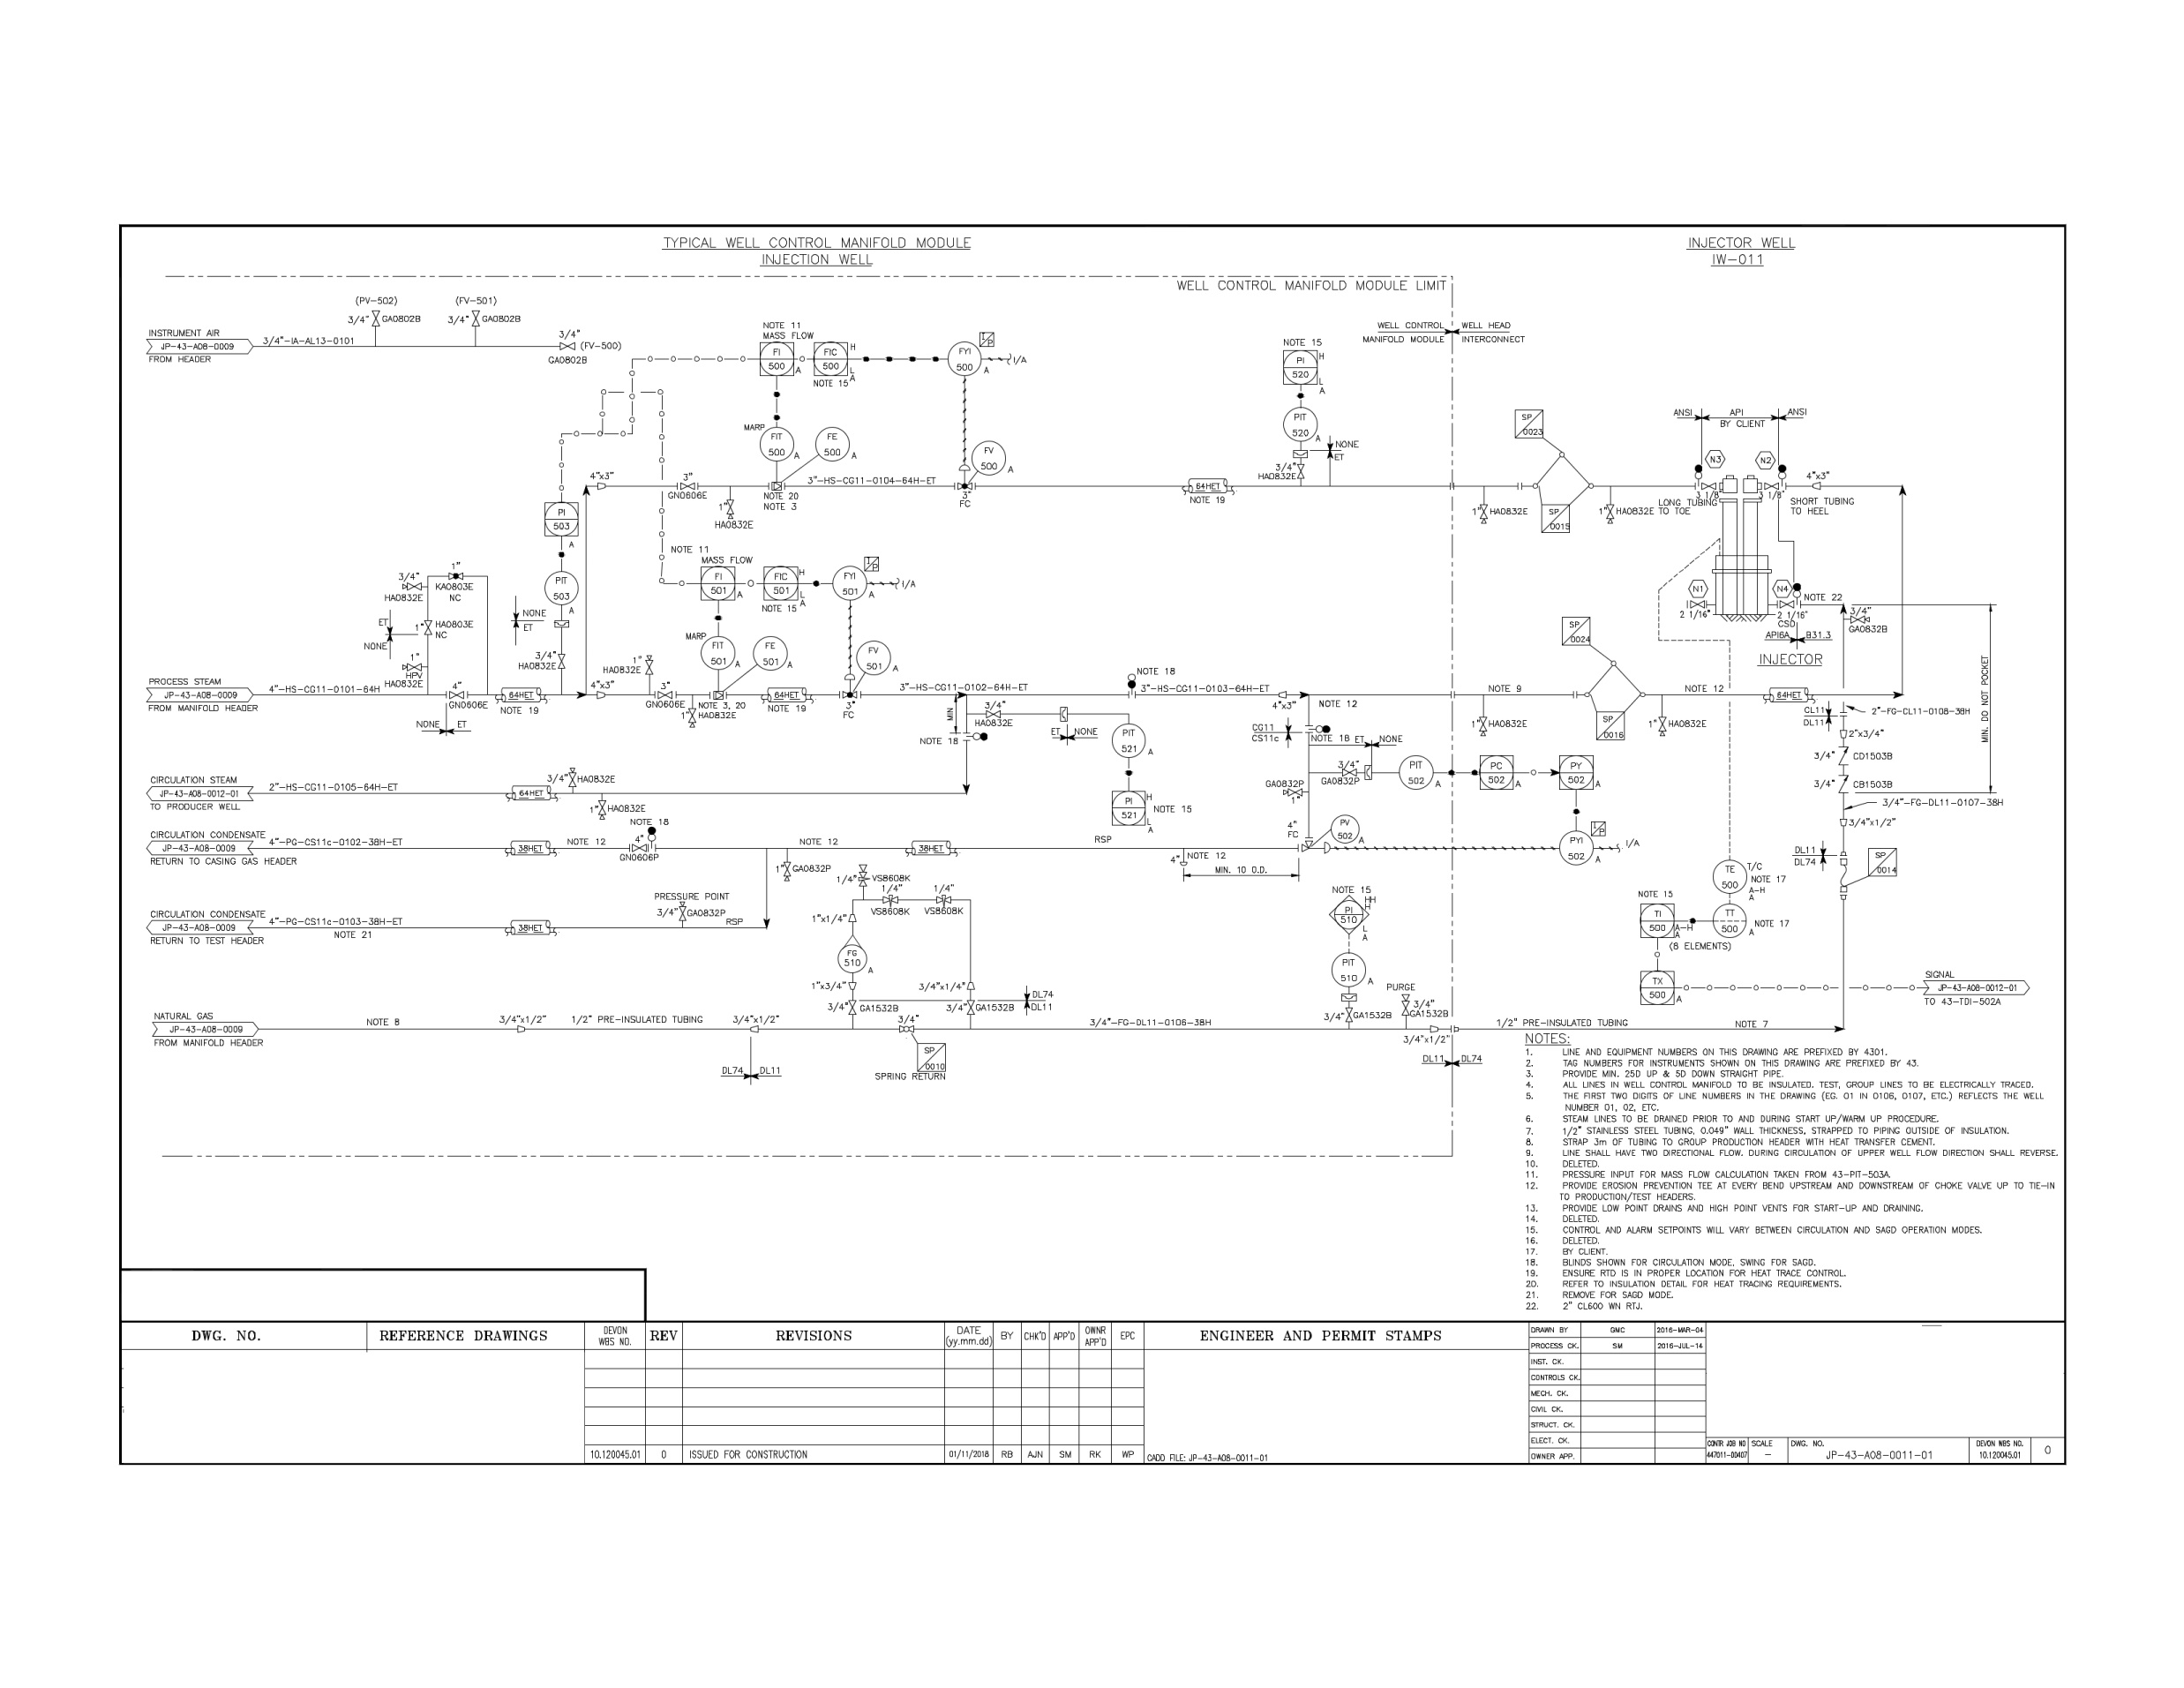 TYPICAL WELL CONTROL MANIFOLD MODULE
INJECTION WELL
INJECTOR WELL
IW-011
WELL CONTROL MANIFOLD MODULE LIMIT
WELL CONTROL
MANIFOLD MODULE
WELL HEAD
INTERCONNECT
(PV-502)
3/4" GA0802B
(FV-501)
3/4" GA0802B
INSTRUMENT AIR
JP-43-A08-0009
FROM HEADER
3/4"-IA-AL13-0101
3/4"
(FV-500)
GA0802B
NOTE 11
MASS FLOW
FI
500
A
FIC
500
H
L
A
NOTE 15
FYI
500
A
I/P
I/A
MARP
FIT
500
A
FE
500
A
FV
500
A
NOTE 15
PI
520
H
L
A
PIT
520
A
NONE
ET
3/4"
HA0832E
4"x3"
3"
GN0606E
1"
HA0832E
NOTE 20
NOTE 3
3"-HS-CG11-0104-64H-ET
3"
FC
64HET
NOTE 19
SP
0023
SP
0015
1" HA0832E
1" HA0832E
ANSI
API
ANSI
BY CLIENT
N3
N2
3 1/8"
3 1/8"
LONG TUBING
TO TOE
4"x3"
SHORT TUBING
TO HEEL
PI
503
A
PIT
503
A
NONE
ET
3/4"
HA0832E
NOTE 11
MASS FLOW
FI
501
A
FIC
501
H
L
A
NOTE 15
FYI
501
A
I/P
I/A
MARP
FIT
501
A
FE
501
A
FV
501
A
3/4"
HA0832E
1"
KA0803E
NC
1"
HA0803E
NC
ET
NONE
1"
HPV
HA0832E
PROCESS STEAM
JP-43-A08-0009
FROM MANIFOLD HEADER
4"-HS-CG11-0101-64H
4"
GN0606E
NONE
ET
64HET
NOTE 19
4"x3"
1"
HA0832E
3"
GN0606E
1" HA0832E
NOTE 3, 20
64HET
NOTE 19
3"
FC
3"-HS-CG11-0102-64H-ET
NOTE 18
3"-HS-CG11-0103-64H-ET
4"x3"
NOTE 12
NOTE 9
SP
0024
SP
0016
1" HA0832E
NOTE 12
1" HA0832E
64HET
N1
2 1/16"
N4
2 1/16"
CSD
NOTE 22
API6A
B31.3
INJECTOR
3/4"
GA0832B
MIN. DO NOT POCKET
MIN
NOTE 18
3/4"
HA0832E
ET
NONE
PIT
521
A
PI
521
H
L
A
NOTE 15
CG11
CS11c
NOTE 18
ET
NONE
GA0832P
1"
3/4"
GA0832P
PIT
502
A
PC
502
A
PY
502
A
PYI
502
A
I/P
I/A
4"
FC
PV
502
A
CL11
DL11
2"-FG-CL11-0108-38H
2"x3/4"
3/4"
CD1503B
3/4"
CB1503B
3/4"-FG-DL11-0107-38H
3/4"x1/2"
DL11
DL74
SP
0014
CIRCULATION STEAM
JP-43-A08-0012-01
TO PRODUCER WELL
2"-HS-CG11-0105-64H-ET
64HET
3/4" HA0832E
1" HA0832E
CIRCULATION CONDENSATE
JP-43-A08-0009
RETURN TO CASING GAS HEADER
4"-PG-CS11c-0102-38H-ET
38HET
NOTE 12
NOTE 18
4"
GN0606P
NOTE 12
1" GA0832P
38HET
RSP
4"
NOTE 12
MIN. 10 O.D.
CIRCULATION CONDENSATE
JP-43-A08-0009
RETURN TO TEST HEADER
4"-PG-CS11c-0103-38H-ET
NOTE 21
38HET
PRESSURE POINT
3/4" GA0832P
RSP
1/4" VS8608K
1/4"
VS8608K
1/4"
VS8608K
1"x1/4"
FG
510
A
1"x3/4"
3/4" GA1532B
3/4"x1/4"
3/4" GA1532B
DL74
DL11
NOTE 15
PI
510
HH
H
L
A
PIT
510
A
3/4" GA1532B
PURGE
3/4"
GA1532B
TE
500
T/C
NOTE 17
A-H
A
TT
500
A
NOTE 17
NOTE 15
TI
500
A-H
A
(8 ELEMENTS)
TX
500
A
SIGNAL
JP-43-A08-0012-01
TO 43-TDI-502A
NATURAL GAS
JP-43-A08-0009
FROM MANIFOLD HEADER
NOTE 8
3/4"x1/2"
1/2" PRE-INSULATED TUBING
3/4"x1/2"
DL74
DL11
3/4"
SP
0010
SPRING RETURN
3/4"-FG-DL11-0106-38H
3/4"x1/2"
DL11
DL74
1/2" PRE-INSULATED TUBING
NOTE 7
NOTES:
1. LINE AND EQUIPMENT NUMBERS ON THIS DRAWING ARE PREFIXED BY 4301.
2. TAG NUMBERS FOR INSTRUMENTS SHOWN ON THIS DRAWING ARE PREFIXED BY 43.
3. PROVIDE MIN. 25D UP & 5D DOWN STRAIGHT PIPE.
4. ALL LINES IN WELL CONTROL MANIFOLD TO BE INSULATED. TEST, GROUP LINES TO BE ELECTRICALLY TRACED.
5. THE FIRST TWO DIGITS OF LINE NUMBERS IN THE DRAWING (EG. 01 IN 0106, 0107, ETC.) REFLECTS THE WELL
NUMBER 01, 02, ETC.
6. STEAM LINES TO BE DRAINED PRIOR TO AND DURING START UP/WARM UP PROCEDURE.
7. 1/2" STAINLESS STEEL TUBING, 0.049" WALL THICKNESS, STRAPPED TO PIPING OUTSIDE OF INSULATION.
8. STRAP 3m OF TUBING TO GROUP PRODUCTION HEADER WITH HEAT TRANSFER CEMENT.
9. LINE SHALL HAVE TWO DIRECTIONAL FLOW. DURING CIRCULATION OF UPPER WELL FLOW DIRECTION SHALL REVERSE.
10. DELETED.
11. PRESSURE INPUT FOR MASS FLOW CALCULATION TAKEN FROM 43-PIT-503A.
12. PROVIDE EROSION PREVENTION TEE AT EVERY BEND UPSTREAM AND DOWNSTREAM OF CHOKE VALVE UP TO TIE-IN
TO PRODUCTION/TEST HEADERS.
13. PROVIDE LOW POINT DRAINS AND HIGH POINT VENTS FOR START-UP AND DRAINING.
14. DELETED.
15. CONTROL AND ALARM SETPOINTS WILL VARY BETWEEN CIRCULATION AND SAGD OPERATION MODES.
16. DELETED.
17. BY CLIENT.
18. BLINDS SHOWN FOR CIRCULATION MODE, SWING FOR SAGD.
19. ENSURE RTD IS IN PROPER LOCATION FOR HEAT TRACE CONTROL.
20. REFER TO INSULATION DETAIL FOR HEAT TRACING REQUIREMENTS.
21. REMOVE FOR SAGD MODE.
22. 2" CL600 WN RTJ.
DWG. NO.
REFERENCE DRAWINGS
DEVON
WBS NO.
REV
REVISIONS
DATE
(yy.mm.dd)
BY
CHK'D
APP'D
OWNR
APP'D
EPC
ENGINEER AND PERMIT STAMPS
10.120045.01 0 ISSUED FOR CONSTRUCTION 01/11/2018 RB AJN SM RK WP
CADD FILE: JP-43-A08-0011-01
DRAWN BY GMC 2016-MAR-04
PROCESS CK. SM 2016-JUL-14
INST. CK.
CONTROLS CK.
MECH. CK.
CIVIL CK.
STRUCT. CK.
ELECT. CK.
OWNER APP.
CONTR JOB NO
447011-00407
SCALE
-
DWG. NO.
JP-43-A08-0011-01
DEVON WBS NO.
10.120045.01
0